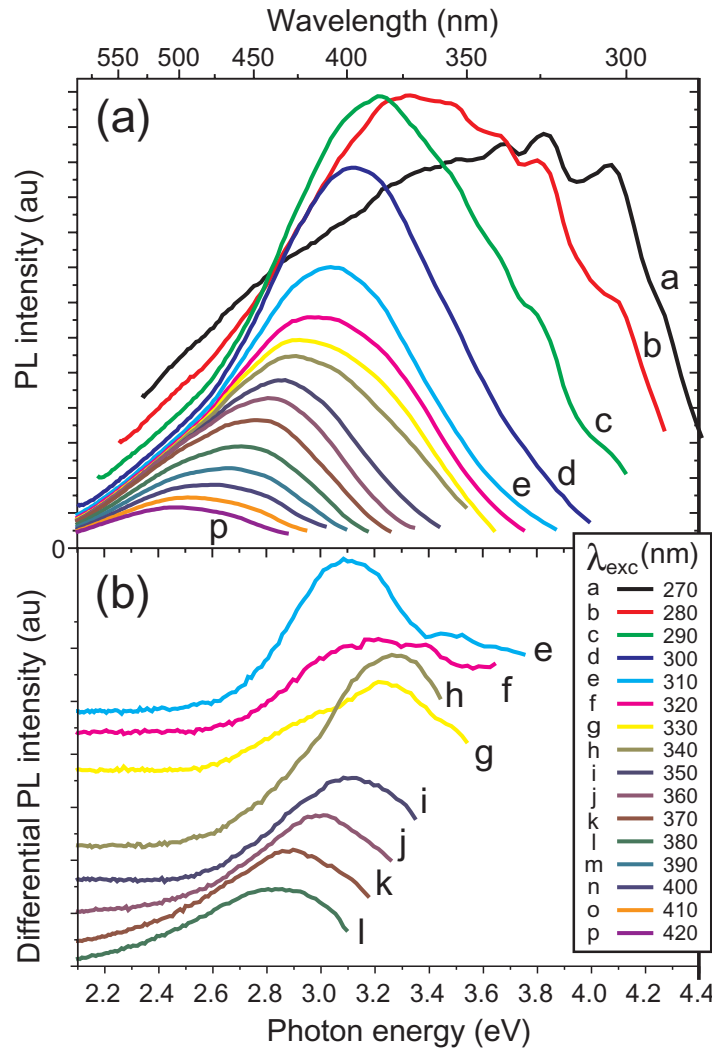 Wavelength (nm)
550 500 450 400 350 300
(a)
PL intensity (au)
a
b
c
d
e
p
0
(b)
Differential PL intensity (au)
e
f
g
h
i
j
k
l
λexc (nm)
a 270
b 280
c 290
d 300
e 310
f 320
g 330
h 340
i 350
j 360
k 370
l 380
m 390
n 400
o 410
p 420
2.2 2.4 2.6 2.8 3.0 3.2 3.4 3.6 3.8 4.0 4.2 4.4
Photon energy (eV)